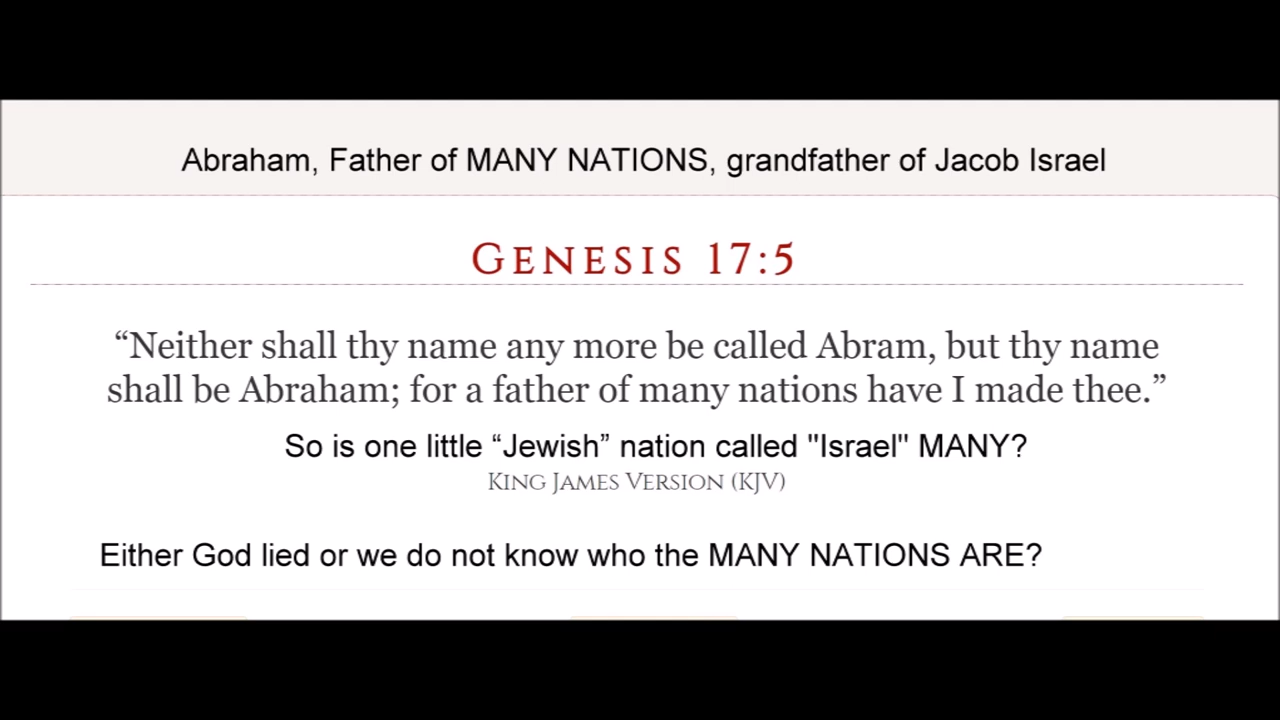 Abraham, Father of MANY NATIONS, grandfather of Jacob Israel
GENESIS 17:5
“Neither shall thy name any more be called Abram, but thy name
shall be Abraham; for a father of many nations have I made thee.”
So is one little “Jewish” nation called "Israel" MANY?
KING JAMES VERSION (KJV)
Either God lied or we do not know who the MANY NATIONS ARE?